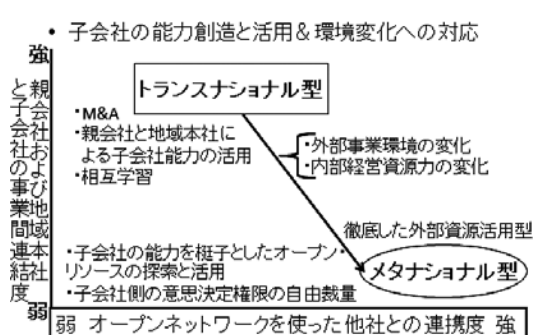 ・子会社の能力創造と活用＆環境変化への対応
強
親会社および地域本社
と子会社の事業間連結度
弱
トランスナショナル型
・M&A
・親会社と地域本社に
よる子会社能力の活用
・相互学習
・外部事業環境の変化
・内部経営資源力の変化
徹底した外部資源活用型
・子会社の能力を梃子としたオープン・
リソースの探索と活用
・子会社側の意思決定権限の自由裁量
メタナショナル型
弱 オープンネットワークを使った他社との連携度 強